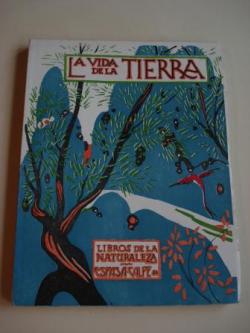 LA VIDA
DE LA
TIERRA
LIBROS DE LA
NATURALEZA
ESPASA-CALPE S.A.